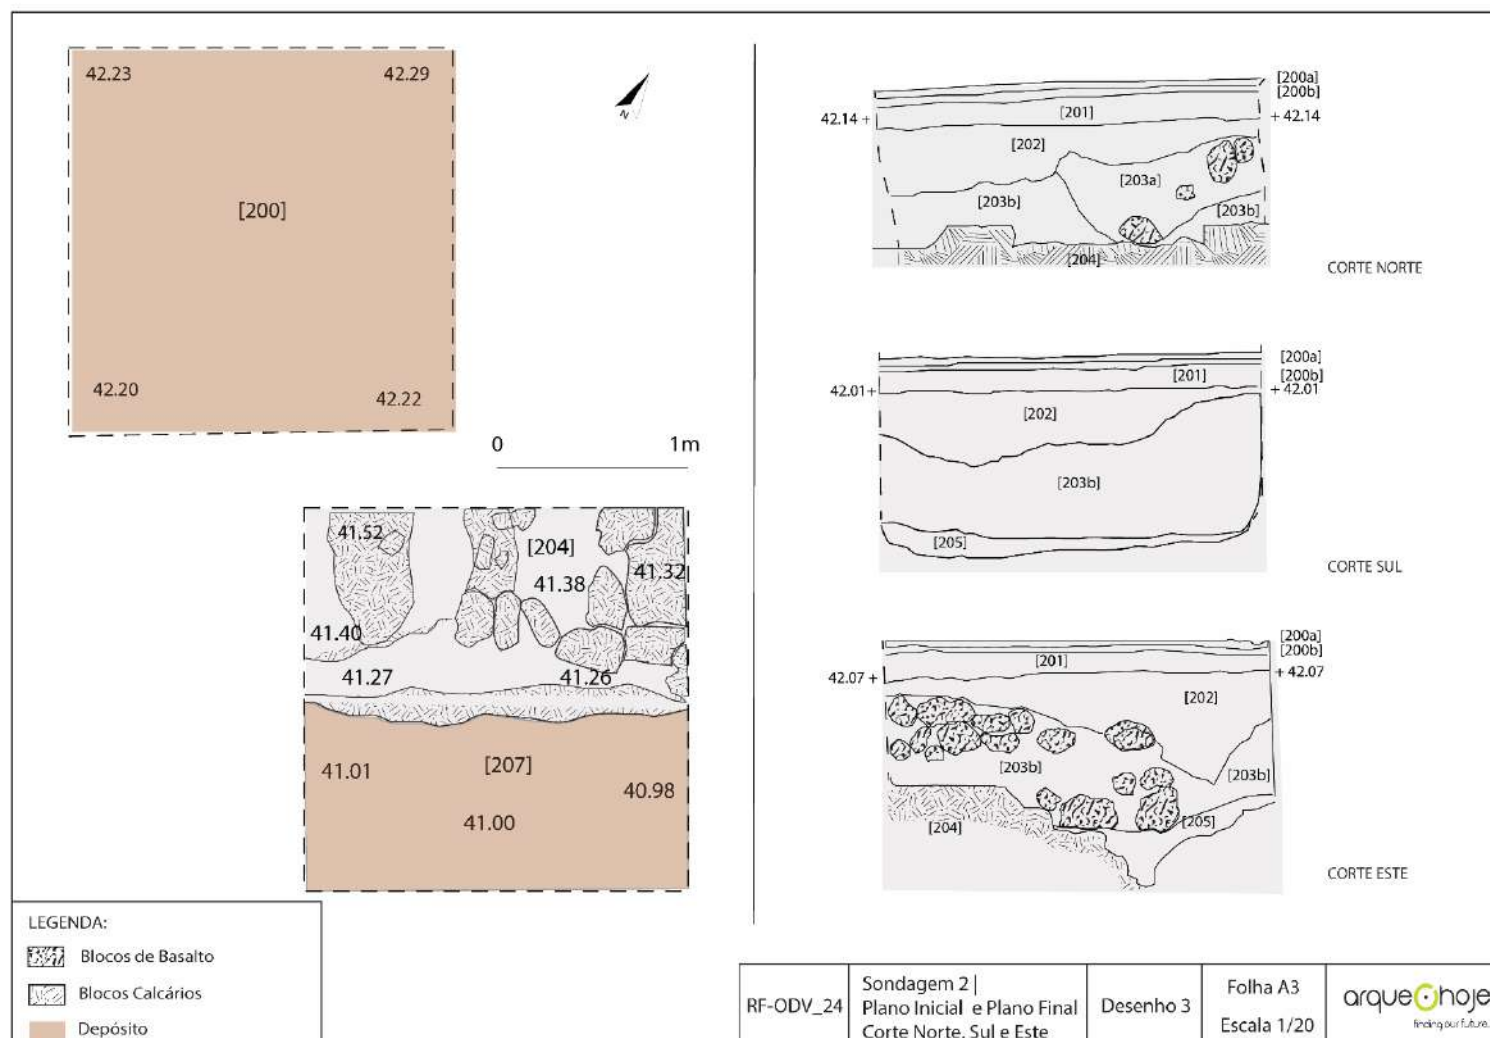 42.23 42.29
[200]
42.20 42.22
N
0 1m
41.52
[204]
41.38 41.32
41.40
41.27 41.26
[207]
41.01
40.98
41.00
LEGENDA:
Blocos de Basalto
Blocos Calcários
Depósito
[200a]
[200b]
[201]
42.14 + + 42.14
[202]
[203a]
[203b] [203b]
[204]
CORTE NORTE
[200a]
[201] [200b]
42.01+ + 42.01
[202]
[203b]
[205]
CORTE SUL
[200a]
[200b]
[201]
42.07 + + 42.07
[202]
[203b] [203b]
[204] [205]
CORTE ESTE
RF-ODV_24
Sondagem 2 |
Plano Inicial e Plano Final
Corte Norte, Sul e Este
Desenho 3
Folha A3
Escala 1/20
arqueohoje
finding our future.